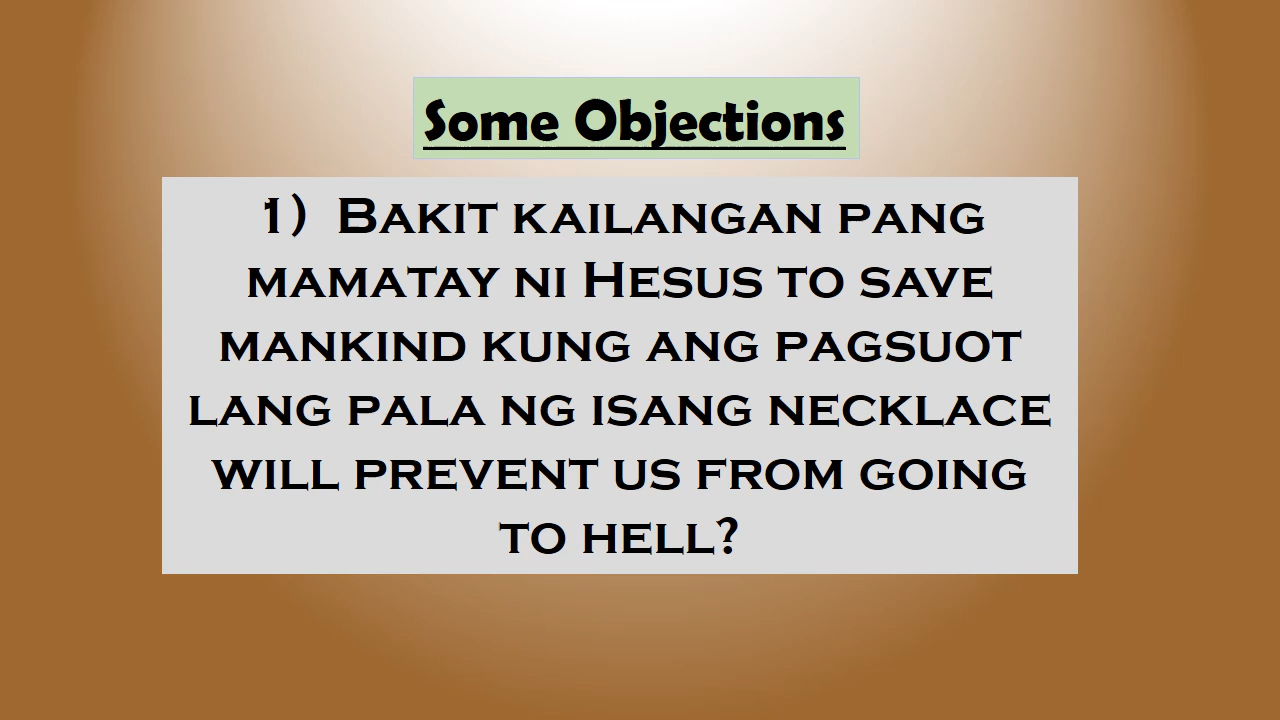 Some Objections
1) Bakit kailangan pang
mamatay ni Hesus to save
mankind kung ang pagsuot
lang pala ng isang necklace
will prevent us from going
to hell?